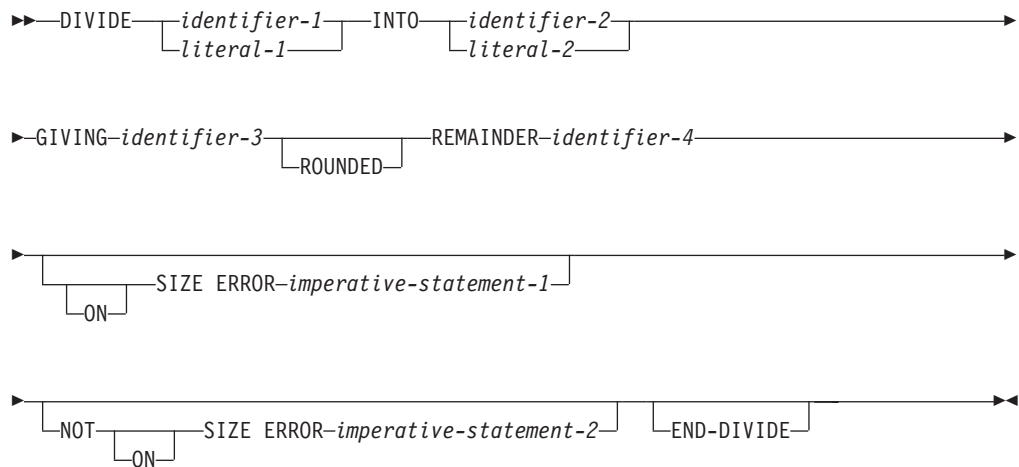 DIVIDE identifier-1 INTO identifier-2
literal-1 literal-2
GIVING identifier-3 REMAINDER identifier-4
ROUNDED
SIZE ERROR imperative-statement-1
ON
NOT SIZE ERROR imperative-statement-2 END-DIVIDE
ON